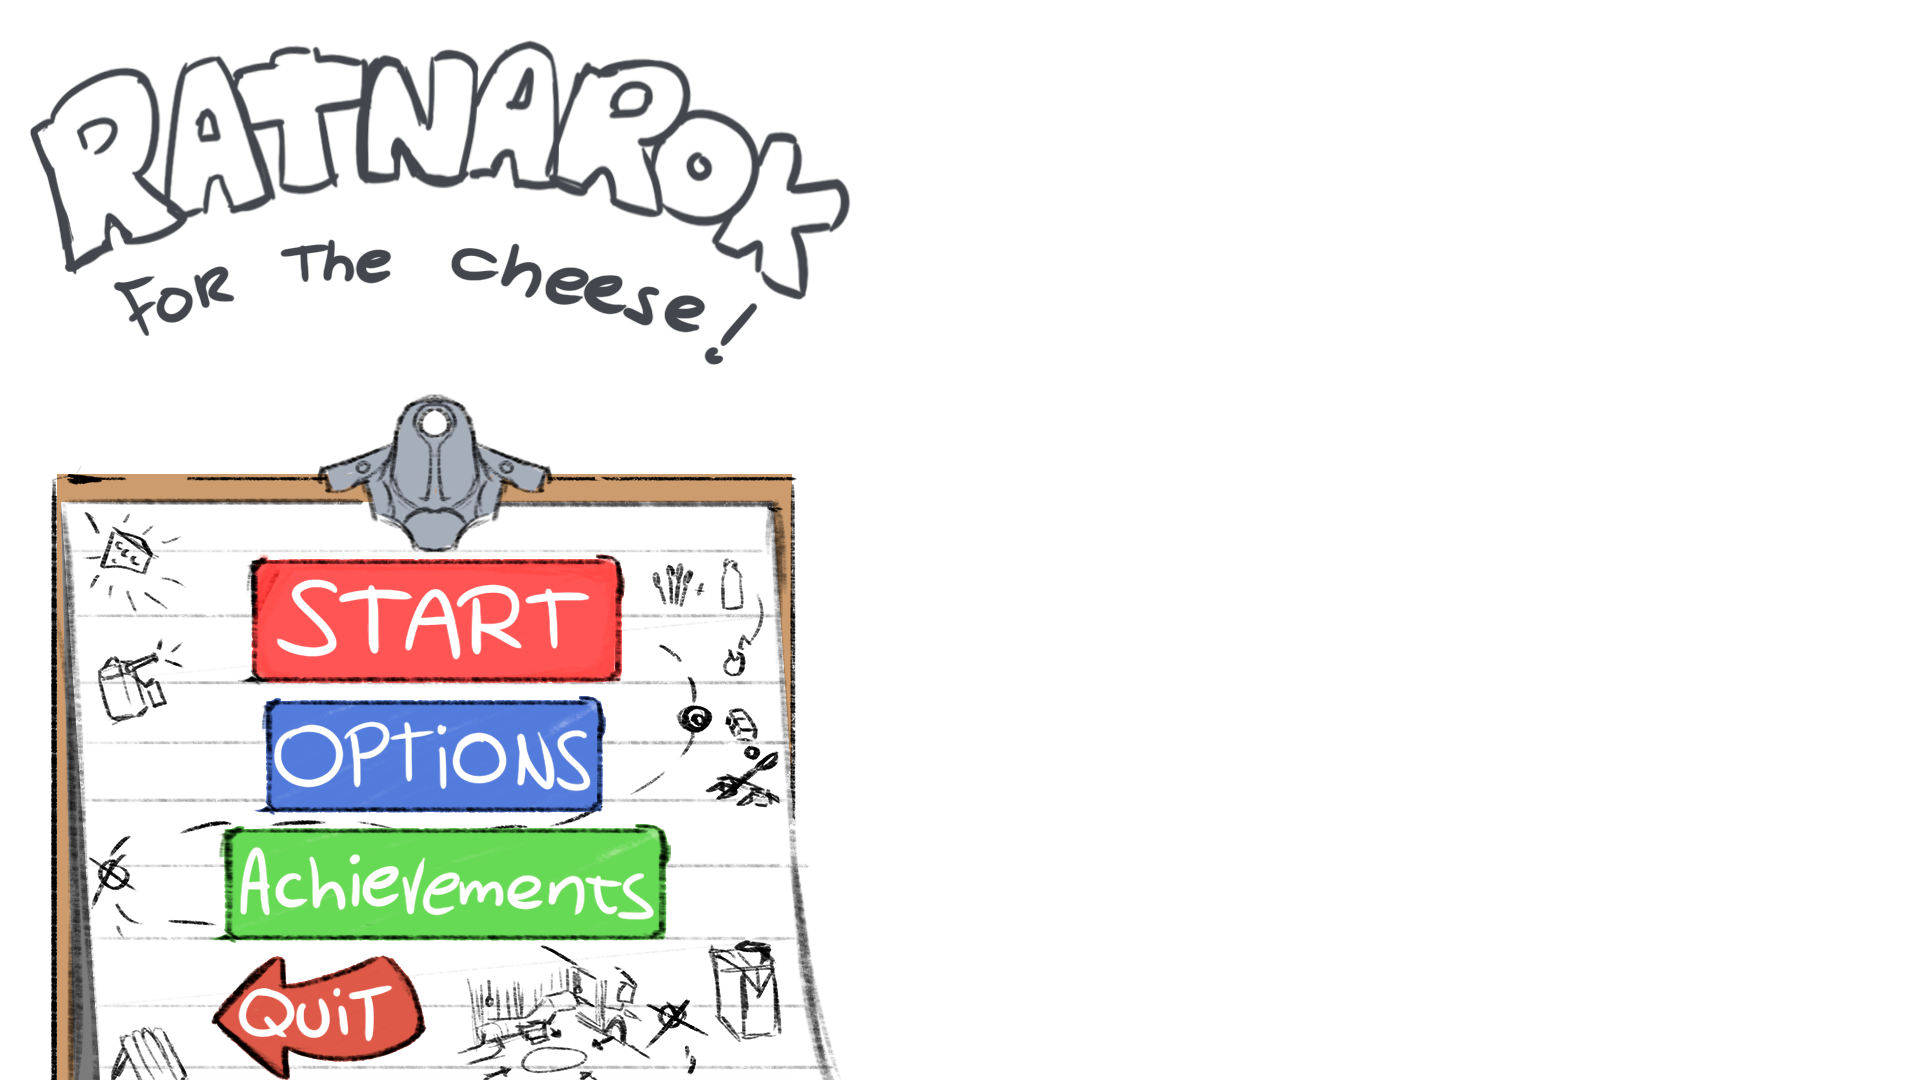 RATNAROK
FOR The cheese!
START
OPTiONS
Achievements
QUiT